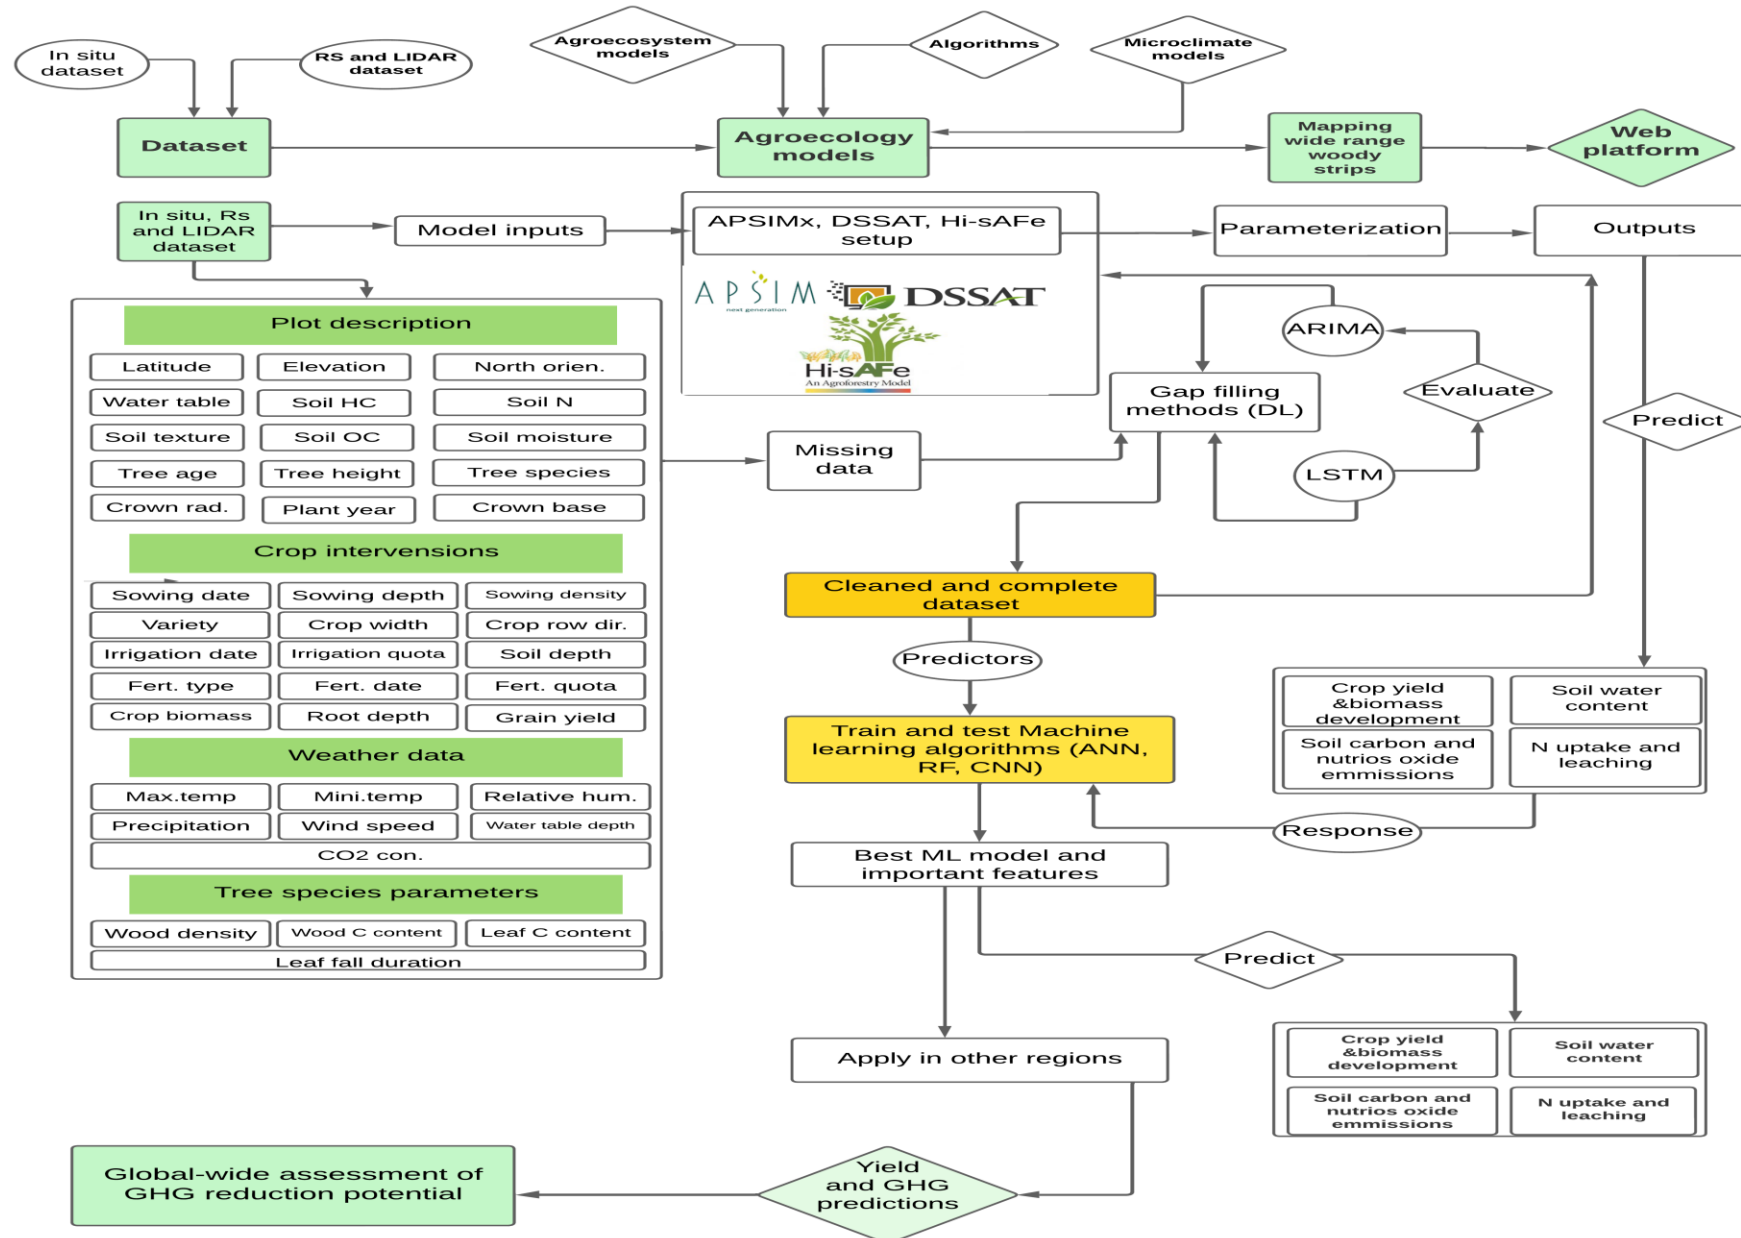 In situ
dataset
RS and LIDAR
dataset
Agroecosystem
models
Algorithms
Microclimate
models
Dataset
Agroecology
models
Mapping
wide range
woody
strips
Web
platform
In situ, Rs
and LIDAR
dataset
Model inputs
APSIMx, DSSAT, Hi-sAFe
setup
Parameterization
Outputs
APSIM
next generation
DSSAT
Hi-sAFe
An Agroforestry Model
Plot description
Latitude
Elevation
North orien.
Water table
Soil HC
Soil N
Soil texture
Soil OC
Soil moisture
Tree age
Tree height
Tree species
Crown rad.
Plant year
Crown base
Crop intervensions
Sowing date
Sowing depth
Sowing density
Variety
Crop width
Crop row dir.
Irrigation date
Irrigation quota
Soil depth
Fert. type
Fert. date
Fert. quota
Crop biomass
Root depth
Grain yield
Weather data
Max.temp
Mini.temp
Relative hum.
Precipitation
Wind speed
Water table depth
CO2 con.
Tree species parameters
Wood density
Wood C content
Leaf C content
Leaf fall duration
Missing
data
Gap filling
methods (DL)
ARIMA
Evaluate
LSTM
Predict
Cleaned and complete
dataset
Predictors
Train and test Machine
learning algorithms (ANN,
RF, CNN)
Crop yield
&biomass
development
Soil water
content
Soil carbon and
nutrios oxide
emmissions
N uptake and
leaching
Response
Best ML model and
important features
Predict
Apply in other regions
Crop yield
&biomass
development
Soil water
content
Soil carbon and
nutrios oxide
emmissions
N uptake and
leaching
Yield
and GHG
predictions
Global-wide assessment of
GHG reduction potential